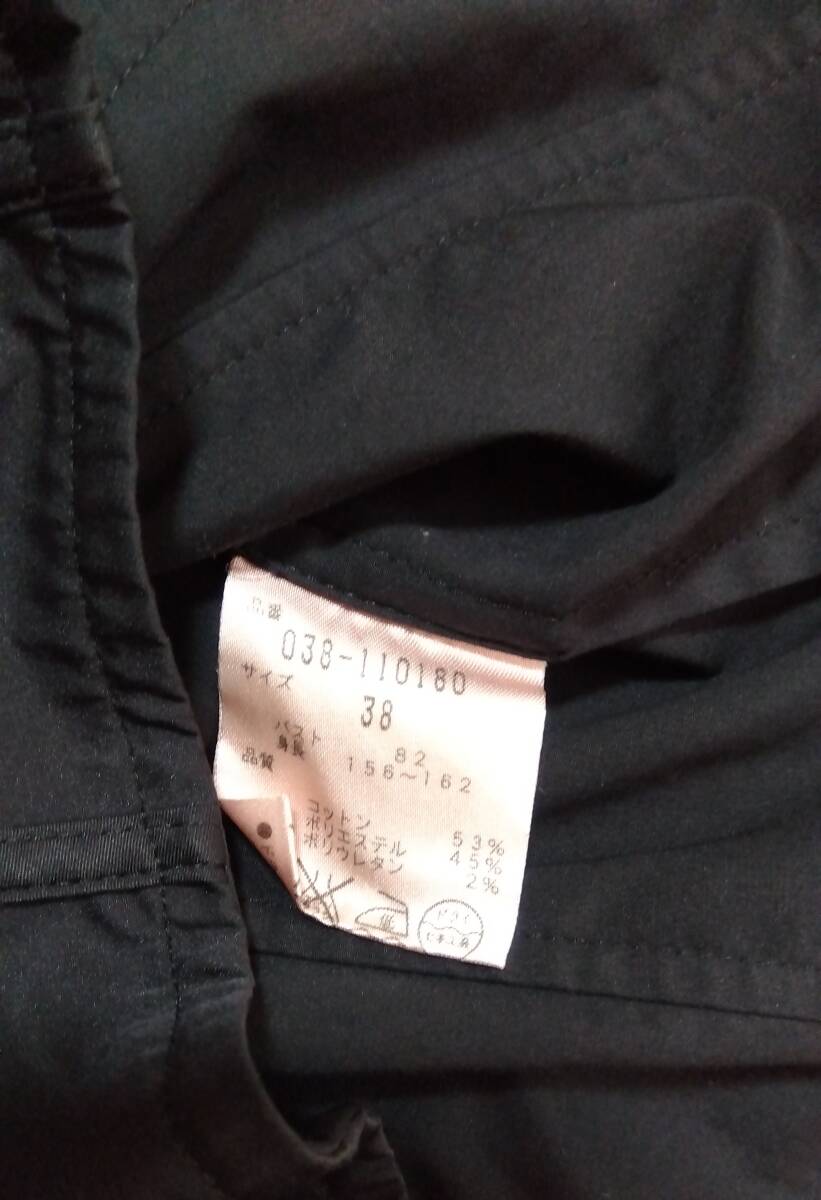 品番
038-110180
サイズ
38
バスト 82
身長 156〜162
品質
コットン 53%
ポリエステル 45%
ポリウレタン 2%
低
ドライ